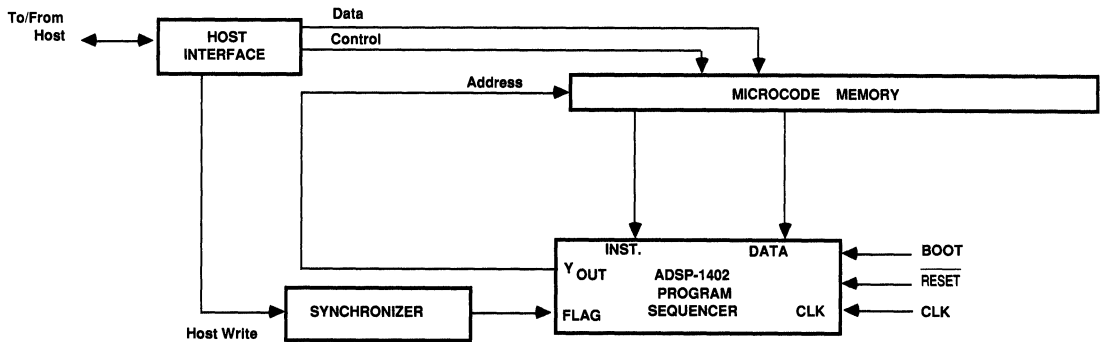 To/From
Host
HOST
INTERFACE
Data
Control
Address
MICROCODE MEMORY
INST.
DATA
Y OUT
ADSP-1402
PROGRAM
SEQUENCER
FLAG
CLK
BOOT
RESET
CLK
SYNCHRONIZER
Host Write